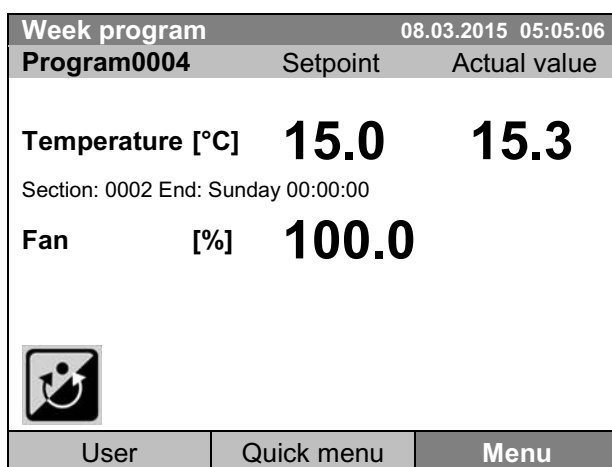 Week program 08.03.2015 05:05:06
Program0004 Setpoint Actual value
Temperature [°C] 15.0 15.3
Section: 0002 End: Sunday 00:00:00
Fan [%] 100.0
User Quick menu Menu